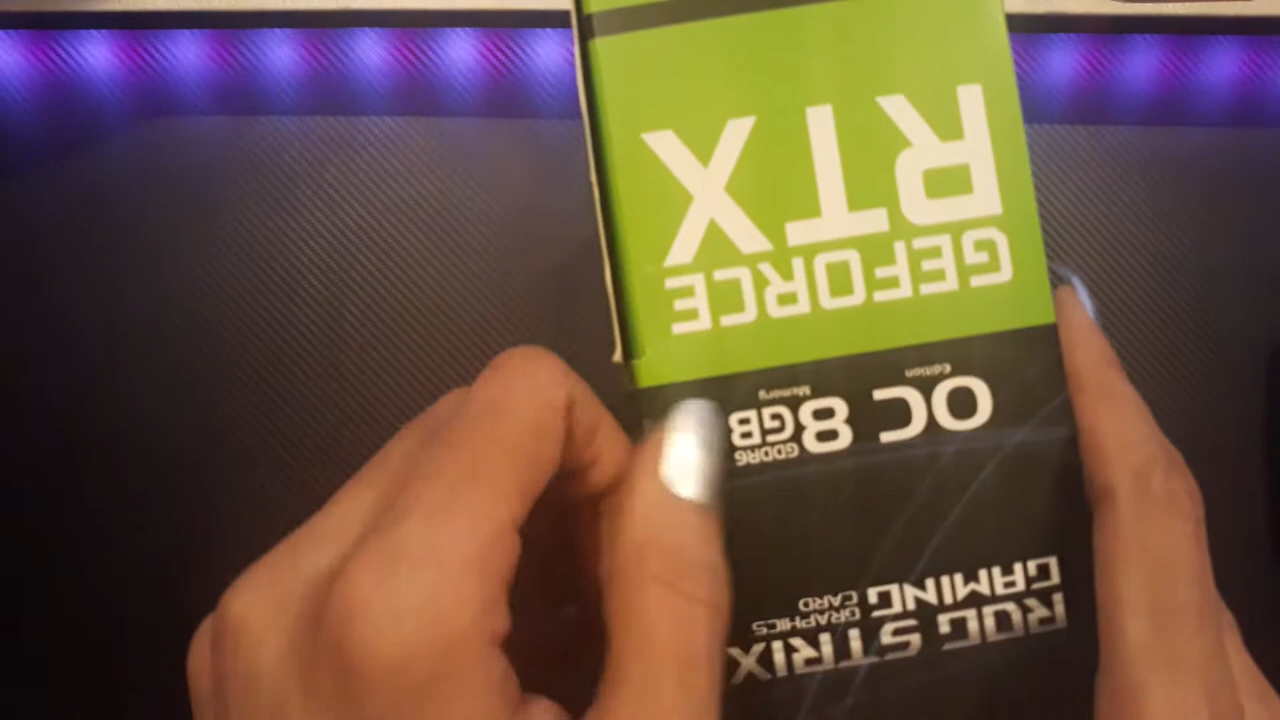 ROG STRIX
GAMING GRAPHICS CARD
OC Edition 8GB GDDR6 Memory
GEFORCE
RTX